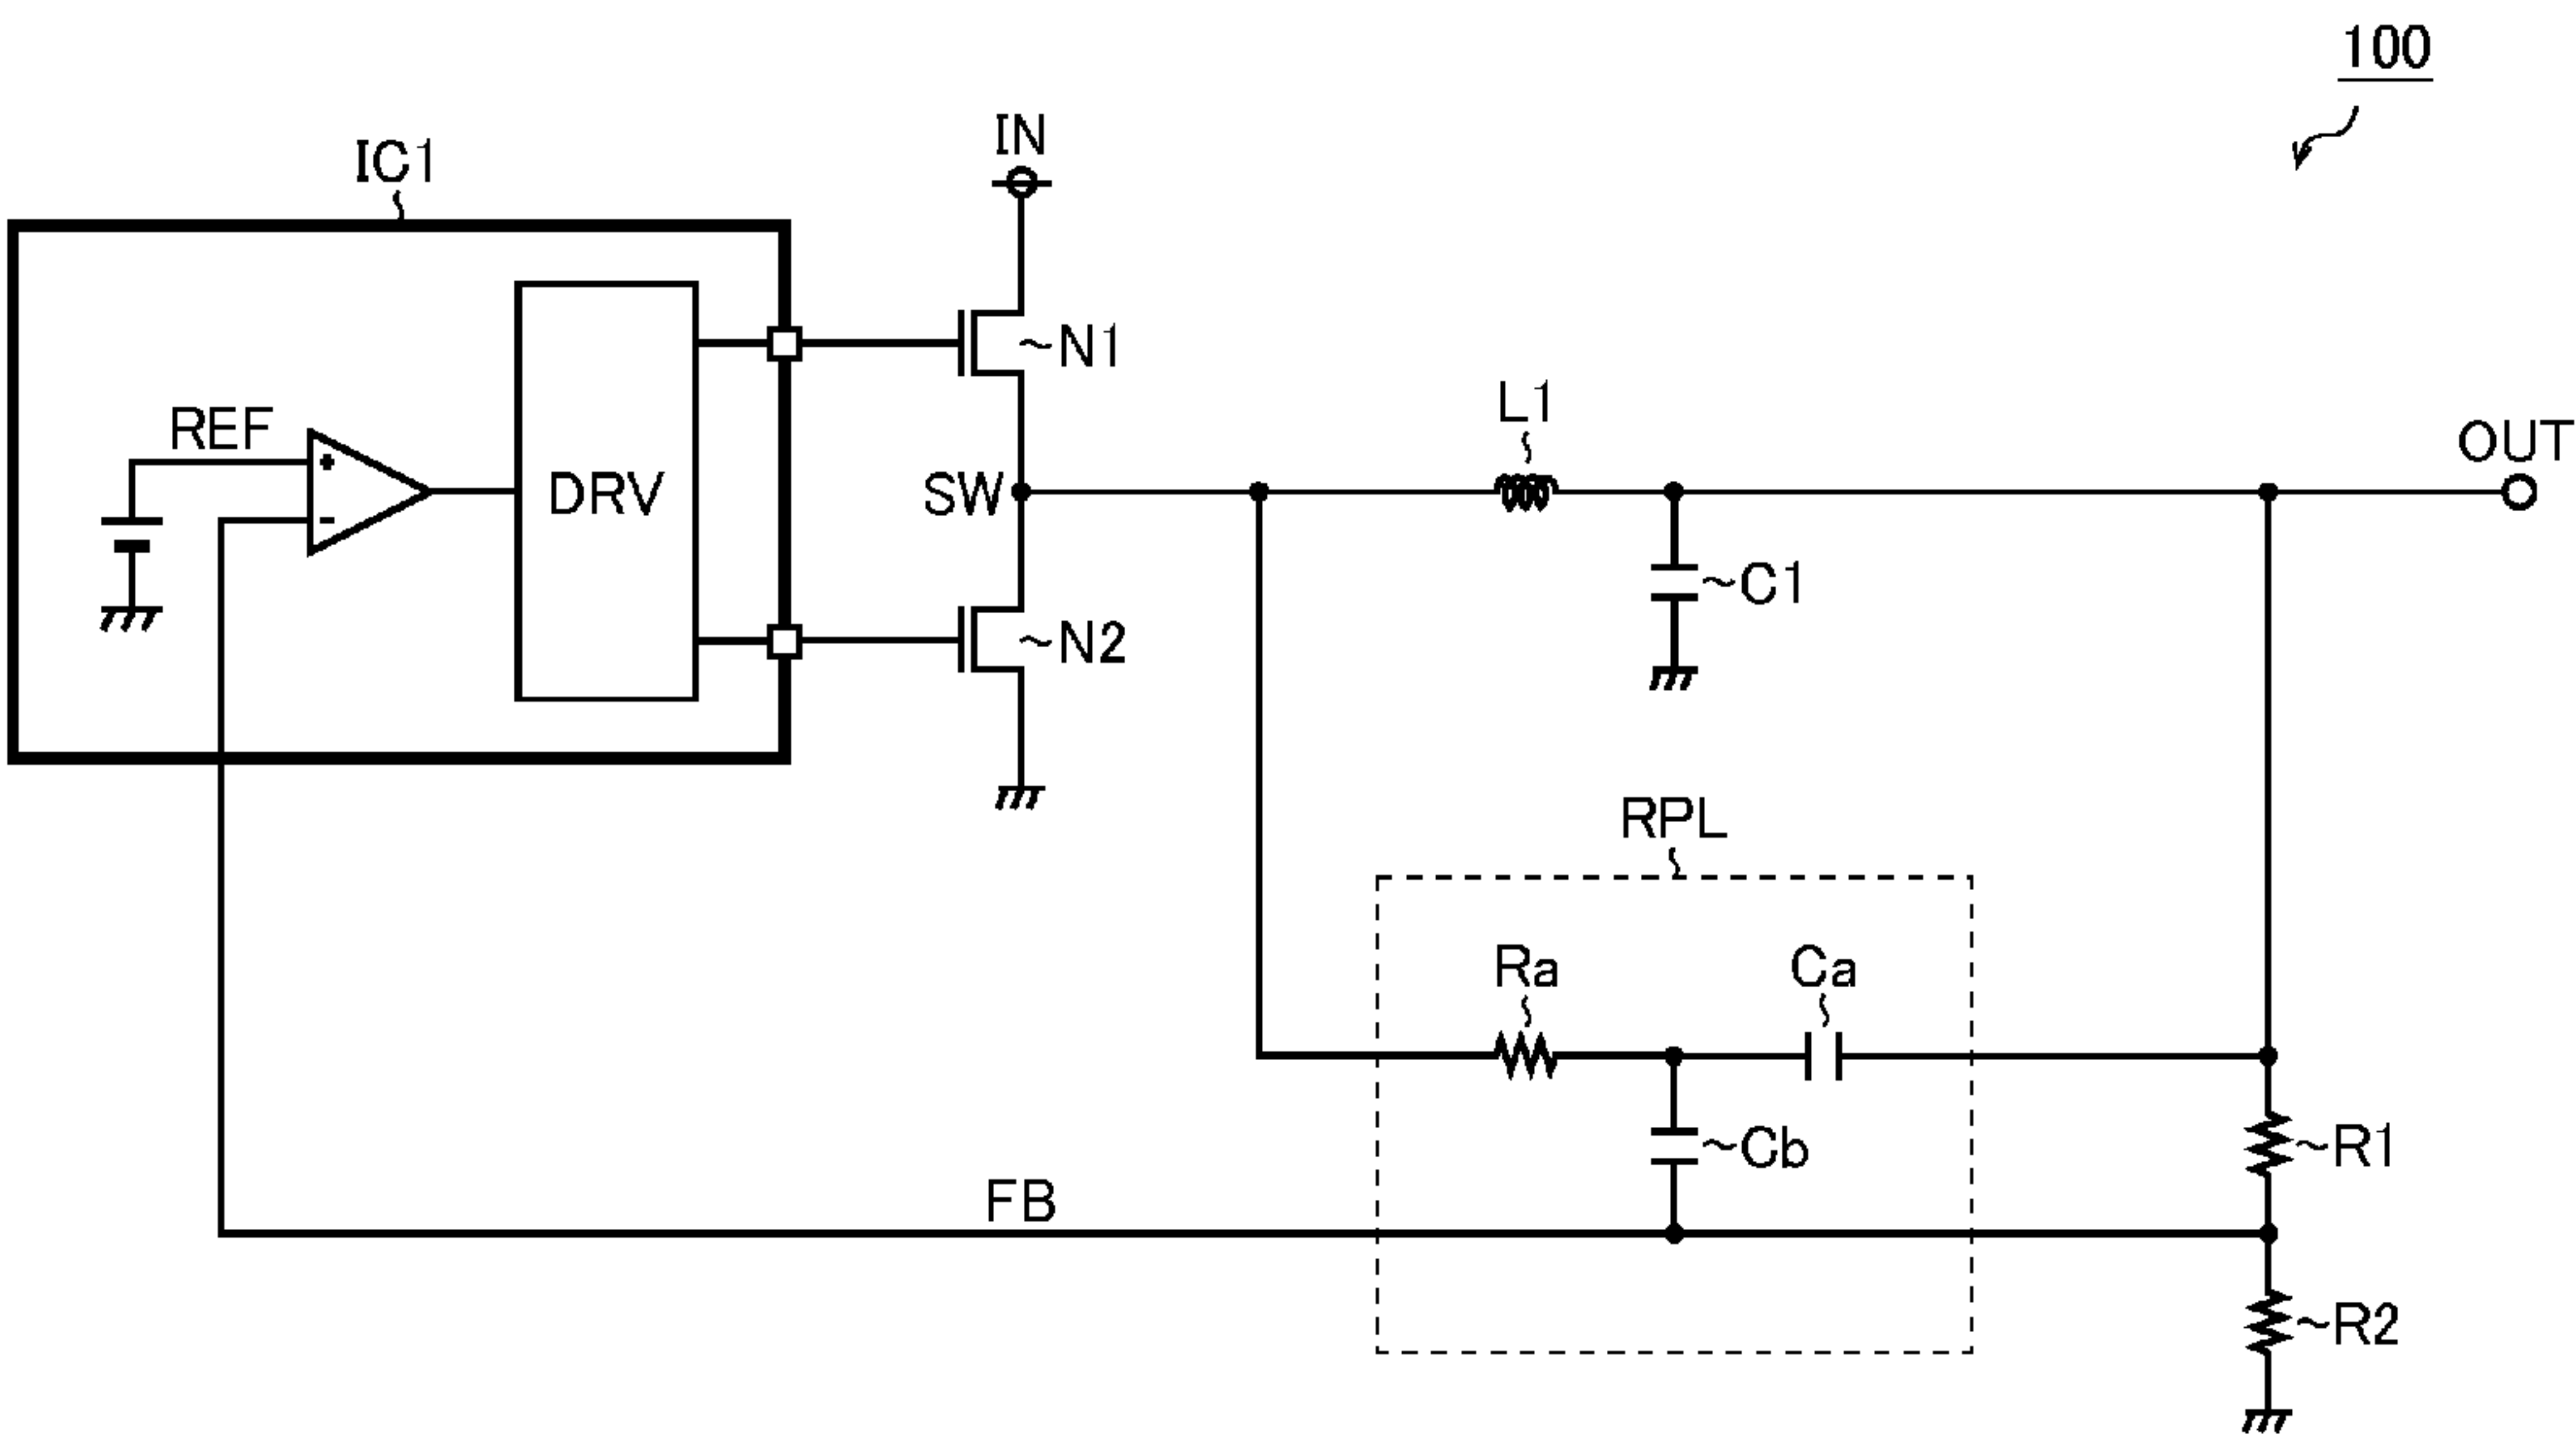 100
IN
IC1
N1
L1
REF
OUT
SW
DRV
C1
N2
RPL
Ra
Ca
Cb
R1
FB
R2